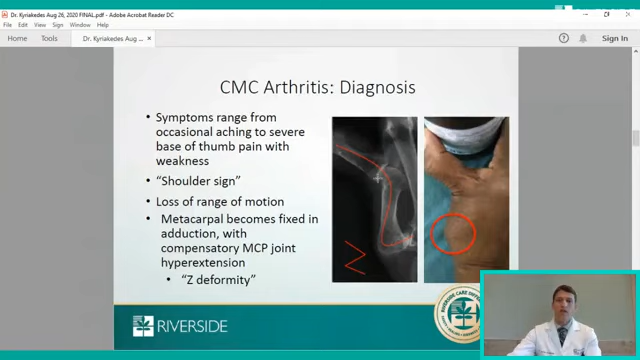 Dr. Kyriakedes Aug 26, 2020 FINAL.pdf - Adobe Acrobat Reader DC
File Edit View Sign Window Help
Home Tools Dr. Kyriakedes Aug ... × Sign In
CMC Arthritis: Diagnosis
• Symptoms range from
occasional aching to severe
base of thumb pain with
weakness
• “Shoulder sign”
• Loss of range of motion
• Metacarpal becomes fixed in
adduction, with
compensatory MCP joint
hyperextension
• “Z deformity”
RIVERSIDE
RIVERSIDE CARE